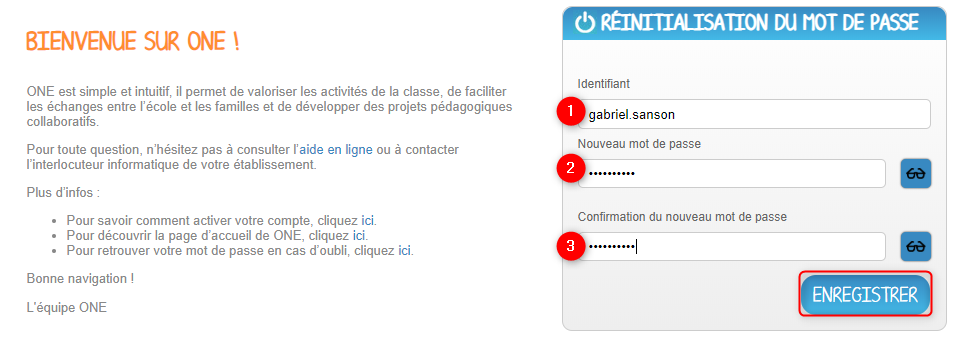 BIENVENUE SUR ONE !
ONE est simple et intuitif, il permet de valoriser les activités de la classe, de faciliter
les échanges entre l'école et les familles et de développer des projets pédagogiques
collaboratifs.
Pour toute question, n'hésitez pas à consulter l'aide en ligne ou à contacter
l'interlocuteur informatique de votre établissement.
Plus d'infos :
• Pour savoir comment activer votre compte, cliquez ici.
• Pour découvrir la page d'accueil de ONE, cliquez ici.
• Pour retrouver votre mot de passe en cas d'oubli, cliquez ici.
Bonne navigation !
L'équipe ONE
RÉINITIALISATION DU MOT DE PASSE
Identifiant
1 gabriel.sanson
Nouveau mot de passe
2 ••••••••••
Confirmation du nouveau mot de passe
3 ••••••••••
ENREGISTRER